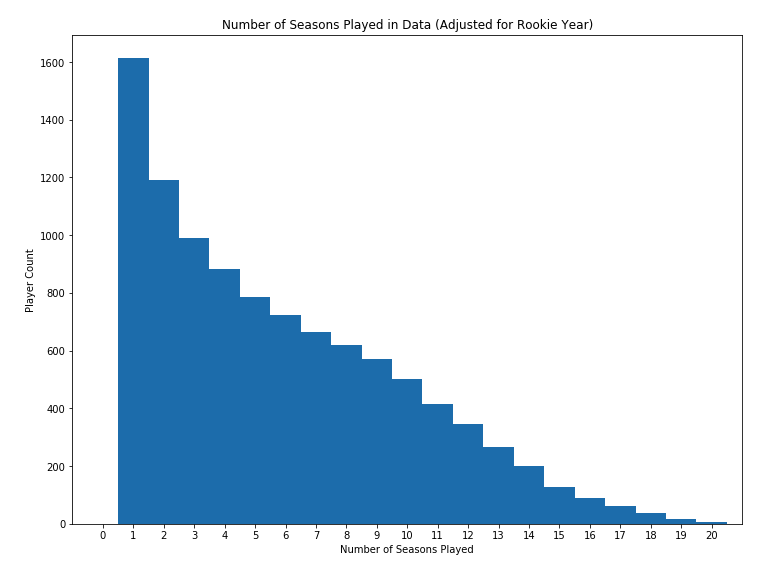 Number of Seasons Played in Data (Adjusted for Rookie Year)
1600
1400
1200
1000
800
600
400
200
0
Player Count
0 1 2 3 4 5 6 7 8 9 10 11 12 13 14 15 16 17 18 19 20
Number of Seasons Played